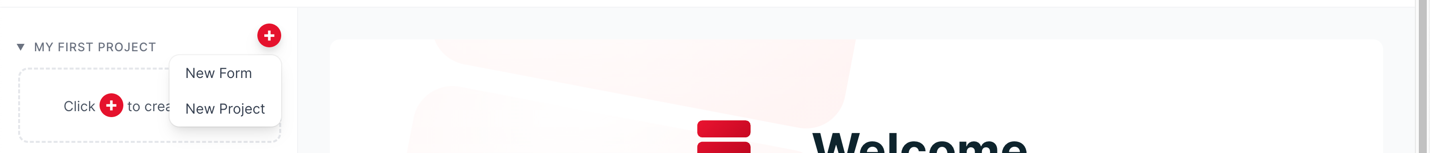 MY FIRST PROJECT
New Form
New Project
Click + to crea
Welcome